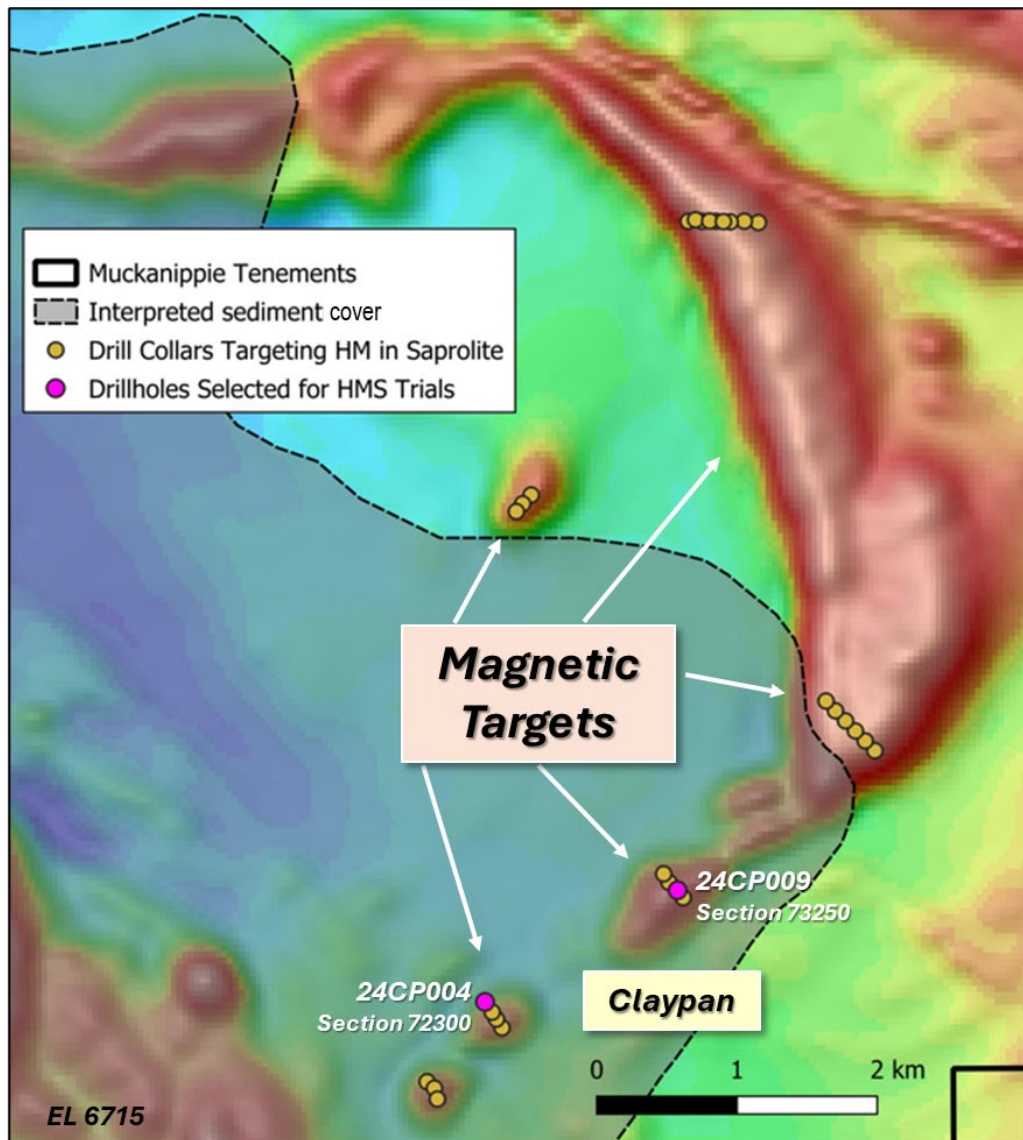 Muckanippie Tenements
Interpreted sediment cover
Drill Collars Targeting HM in Saprolite
Drillholes Selected for HMS Trials
Magnetic
Targets
24CP009
Section 73250
24CP004
Section 72300
Claypan
0 1 2 km
EL 6715